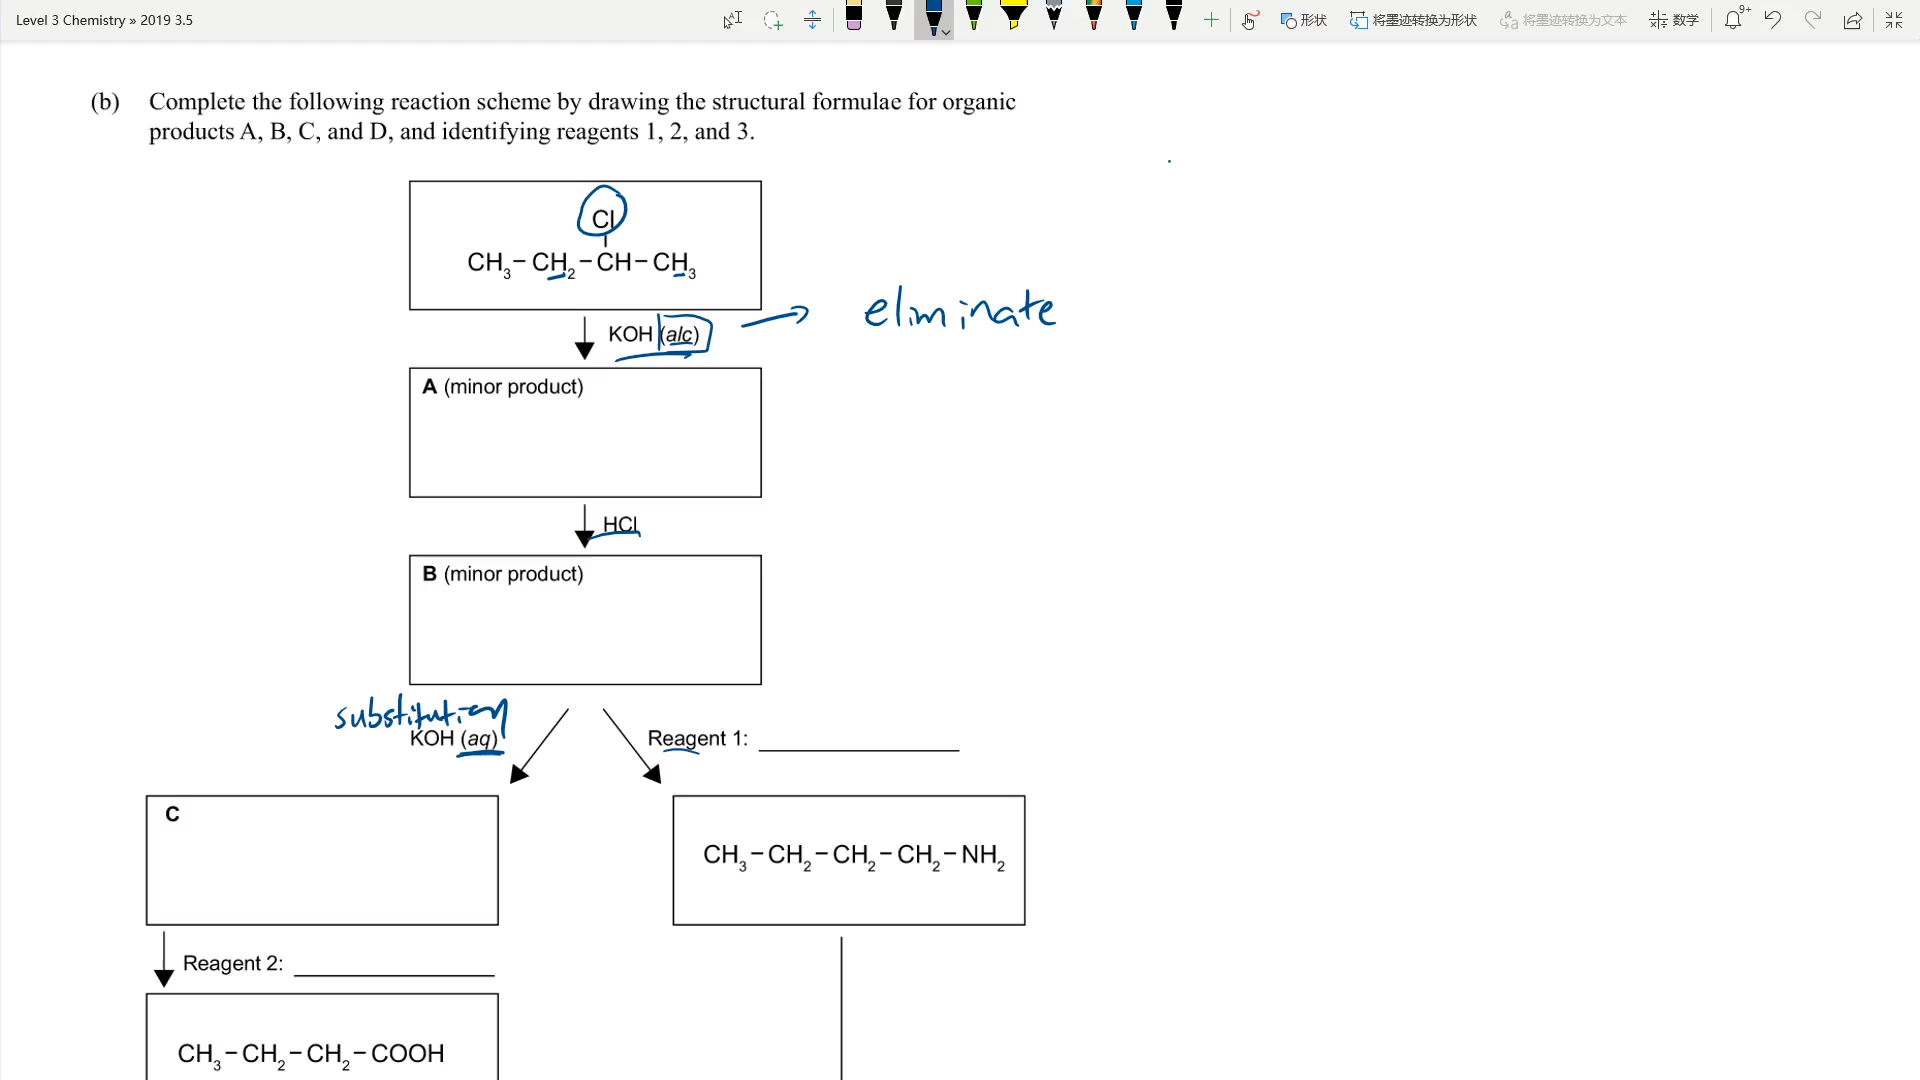 Level 3 Chemistry » 2019 3.5
形状
将墨迹转换为形状
将墨迹转换为文本
数学
9+
(b) Complete the following reaction scheme by drawing the structural formulae for organic
products A, B, C, and D, and identifying reagents 1, 2, and 3.
Cl
CH₃–CH₂–CH–CH₃
eliminate
KOH (alc)
A (minor product)
HCl
B (minor product)
substitution
KOH (aq)
Reagent 1:
C
CH₃–CH₂–CH₂–CH₂–NH₂
Reagent 2:
CH₃–CH₂–CH₂–COOH